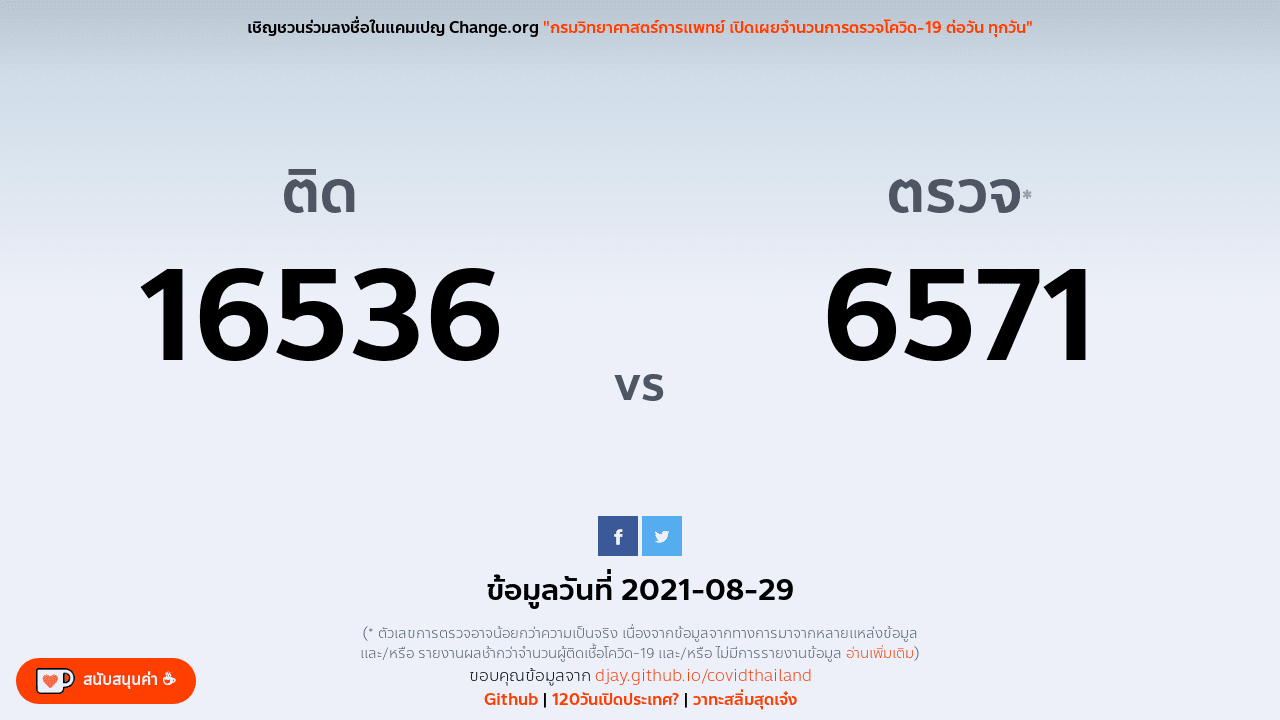 เชิญชวนร่วมลงชื่อในแคมเปญ Change.org "กรมวิทยาศาสตร์การแพทย์ เปิดเผยจำนวนการตรวจโควิด-19 ต่อวัน ทุกวัน"
ติด
ตรวจ*
16536
6571
vs
ข้อมูลวันที่ 2021-08-29
(* ตัวเลขการตรวจอาจน้อยกว่าความเป็นจริง เนื่องจากข้อมูลจากทางการมาจากหลายแหล่งข้อมูล
และ/หรือ รายงานผลช้ากว่าจำนวนผู้ติดเชื้อโควิด-19 และ/หรือ ไม่มีการรายงานข้อมูล อ่านเพิ่มเติม)
ขอบคุณข้อมูลจาก djay.github.io/covidthailand
Github | 120วันเปิดประเทศ? | วาทะสลิ่มสุดเจ๋ง
สนับสนุนค่า ☕